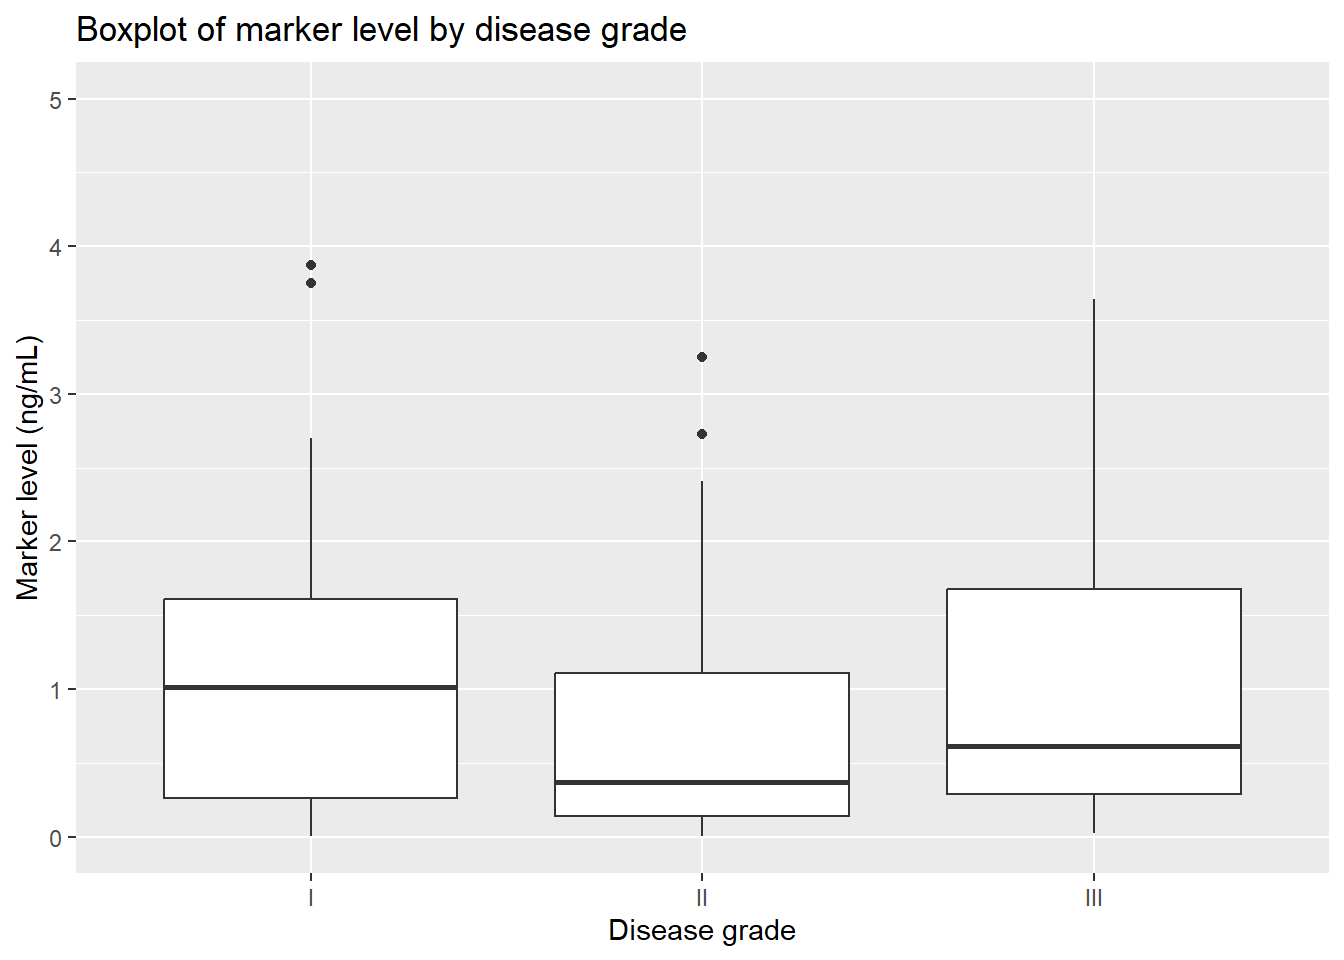 Boxplot of marker level by disease grade
5
4
3
2
1
0
Marker level (ng/mL)
I
II
III
Disease grade